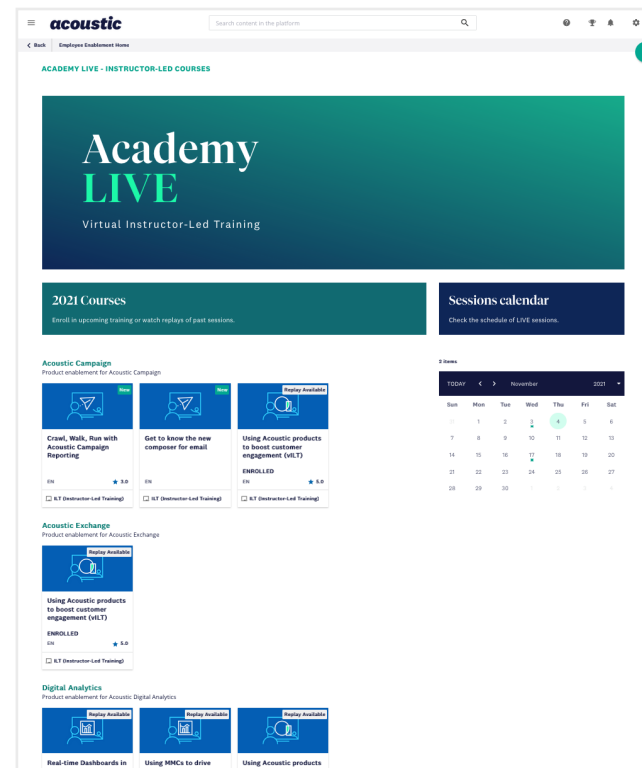 acoustic
Search content in the platform
Back
Employee Enablement Home
ACADEMY LIVE - INSTRUCTOR-LED COURSES
Academy
LIVE
Virtual Instructor-Led Training
2021 Courses
Enroll in upcoming training or watch replays of past sessions.
Sessions calendar
Check the schedule of LIVE sessions.
Acoustic Campaign
Product enablement for Acoustic Campaign
New
Crawl, Walk, Run with
Acoustic Campaign
Reporting
EN
3.0
ILT (Instructor-Led Training)
New
Get to know the new
composer for email
EN
ILT (Instructor-Led Training)
Replay Available
Using Acoustic products
to boost customer
engagement (vILT)
ENROLLED
EN
5.0
ILT (Instructor-Led Training)
2 items
TODAY November 2021
Sun Mon Tue Wed Thu Fri Sat
1 2 3 4 5 6
7 8 9 10 11 12 13
14 15 16 17 18 19 20
21 22 23 24 25 26 27
28 29 30
Acoustic Exchange
Product enablement for Acoustic Exchange
Replay Available
Using Acoustic products
to boost customer
engagement (vILT)
ENROLLED
EN
5.0
ILT (Instructor-Led Training)
Digital Analytics
Product enablement for Acoustic Digital Analytics
Replay Available
Real-time Dashboards in
Replay Available
Using MMCs to drive
Replay Available
Using Acoustic products